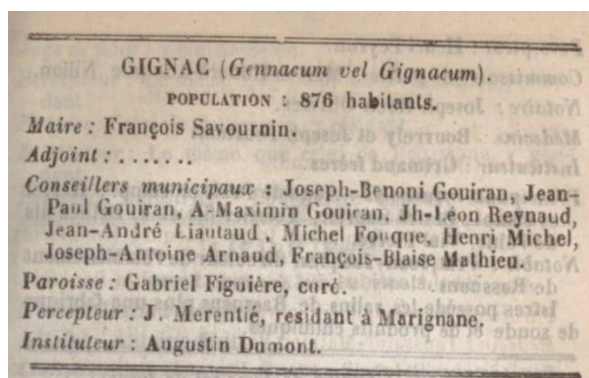 GIGNAC (Gennacum vel Gignacum).
POPULATION : 876 habitants.
Maire : François Savournin.
Adjoint : . . . . . . .
Conseillers municipaux : Joseph-Benoni Gouiran, Jean-
Paul Gouiran, A-Maximin Gouiran, Jh-Léon Reynaud,
Jean-André Liautaud, Michel Fouque, Henri Michel,
Joseph-Antoine Arnaud, François-Blaise Mathieu.
Paroisse : Gabriel Figuière, curé.
Percepteur : J. Merentié, residant à Marignane.
Instituteur : Augustin Dumont.